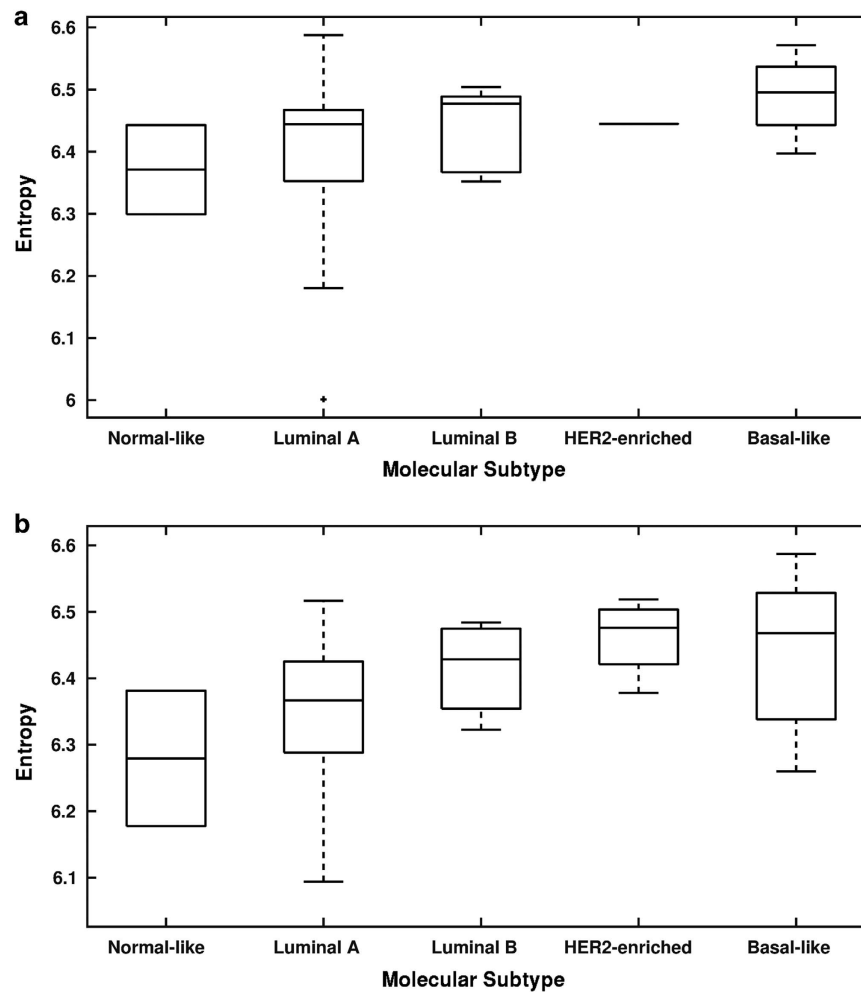 a
6.6
6.5
6.4
6.3
6.2
6.1
6
Entropy
Normal-like Luminal A Luminal B HER2-enriched Basal-like
Molecular Subtype
b
6.6
6.5
6.4
6.3
6.2
6.1
Entropy
Normal-like Luminal A Luminal B HER2-enriched Basal-like
Molecular Subtype